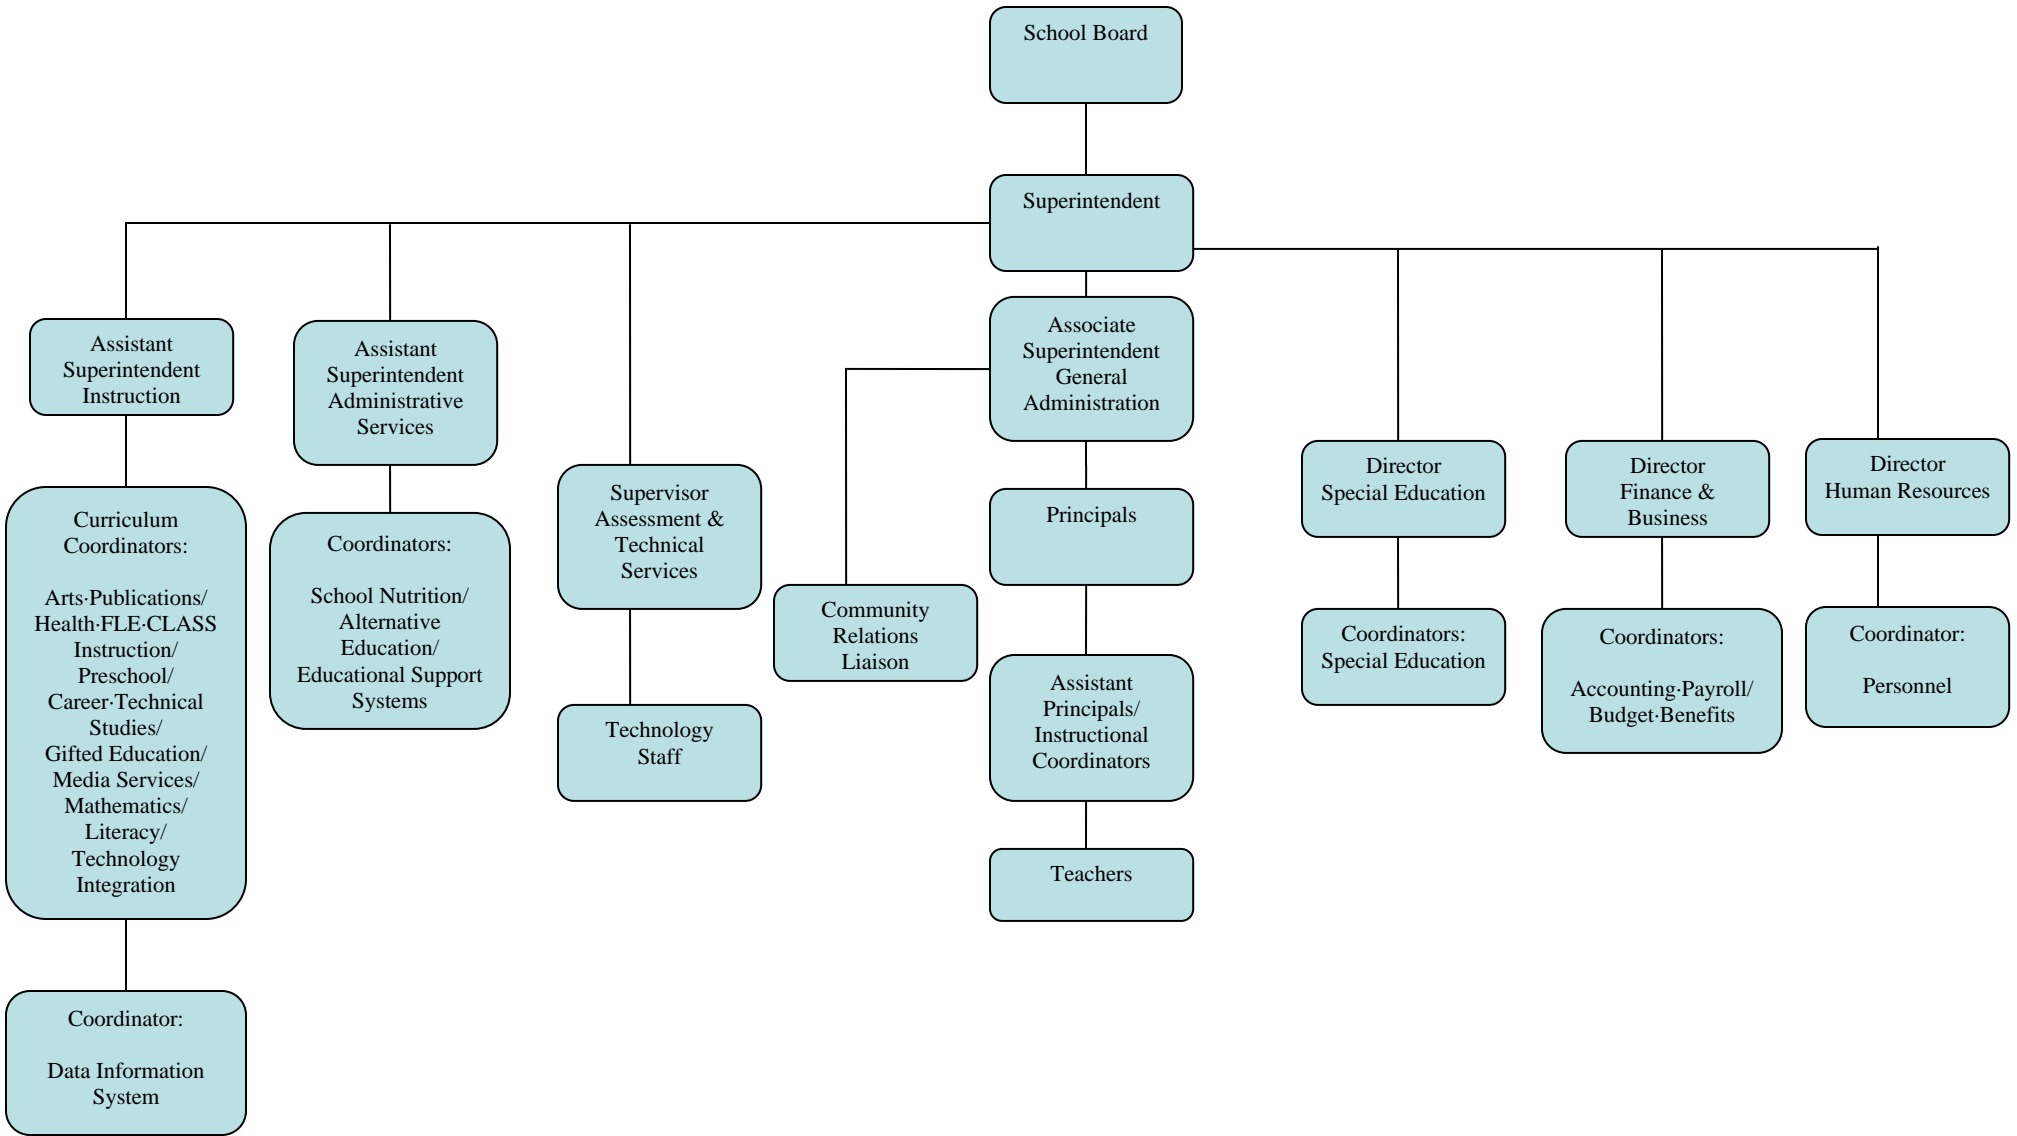 School Board
Superintendent
Assistant
Superintendent
Instruction
Assistant
Superintendent
Administrative
Services
Supervisor
Assessment &
Technical
Services
Associate
Superintendent
General
Administration
Director
Special Education
Director
Finance &
Business
Director
Human Resources
Curriculum
Coordinators:
Arts·Publications/
Health·FLE·CLASS
Instruction/
Preschool/
Career·Technical
Studies/
Gifted Education/
Media Services/
Mathematics/
Literacy/
Technology
Integration
Coordinators:
School Nutrition/
Alternative
Education/
Educational Support
Systems
Technology
Staff
Community
Relations
Liaison
Principals
Assistant
Principals/
Instructional
Coordinators
Teachers
Coordinators:
Special Education
Coordinators:
Accounting·Payroll/
Budget·Benefits
Coordinator:
Personnel
Coordinator:
Data Information
System